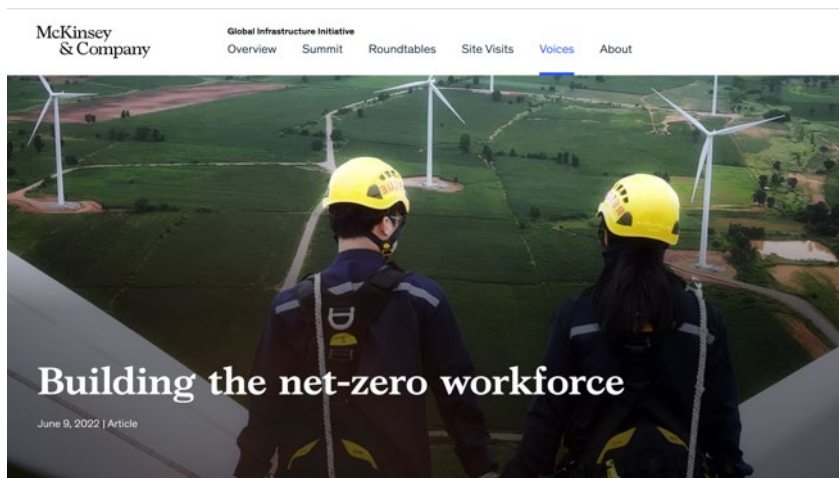 McKinsey
& Company
Global Infrastructure Initiative
Overview Summit Roundtables Site Visits Voices About
Building the net-zero workforce
June 9, 2022 | Article